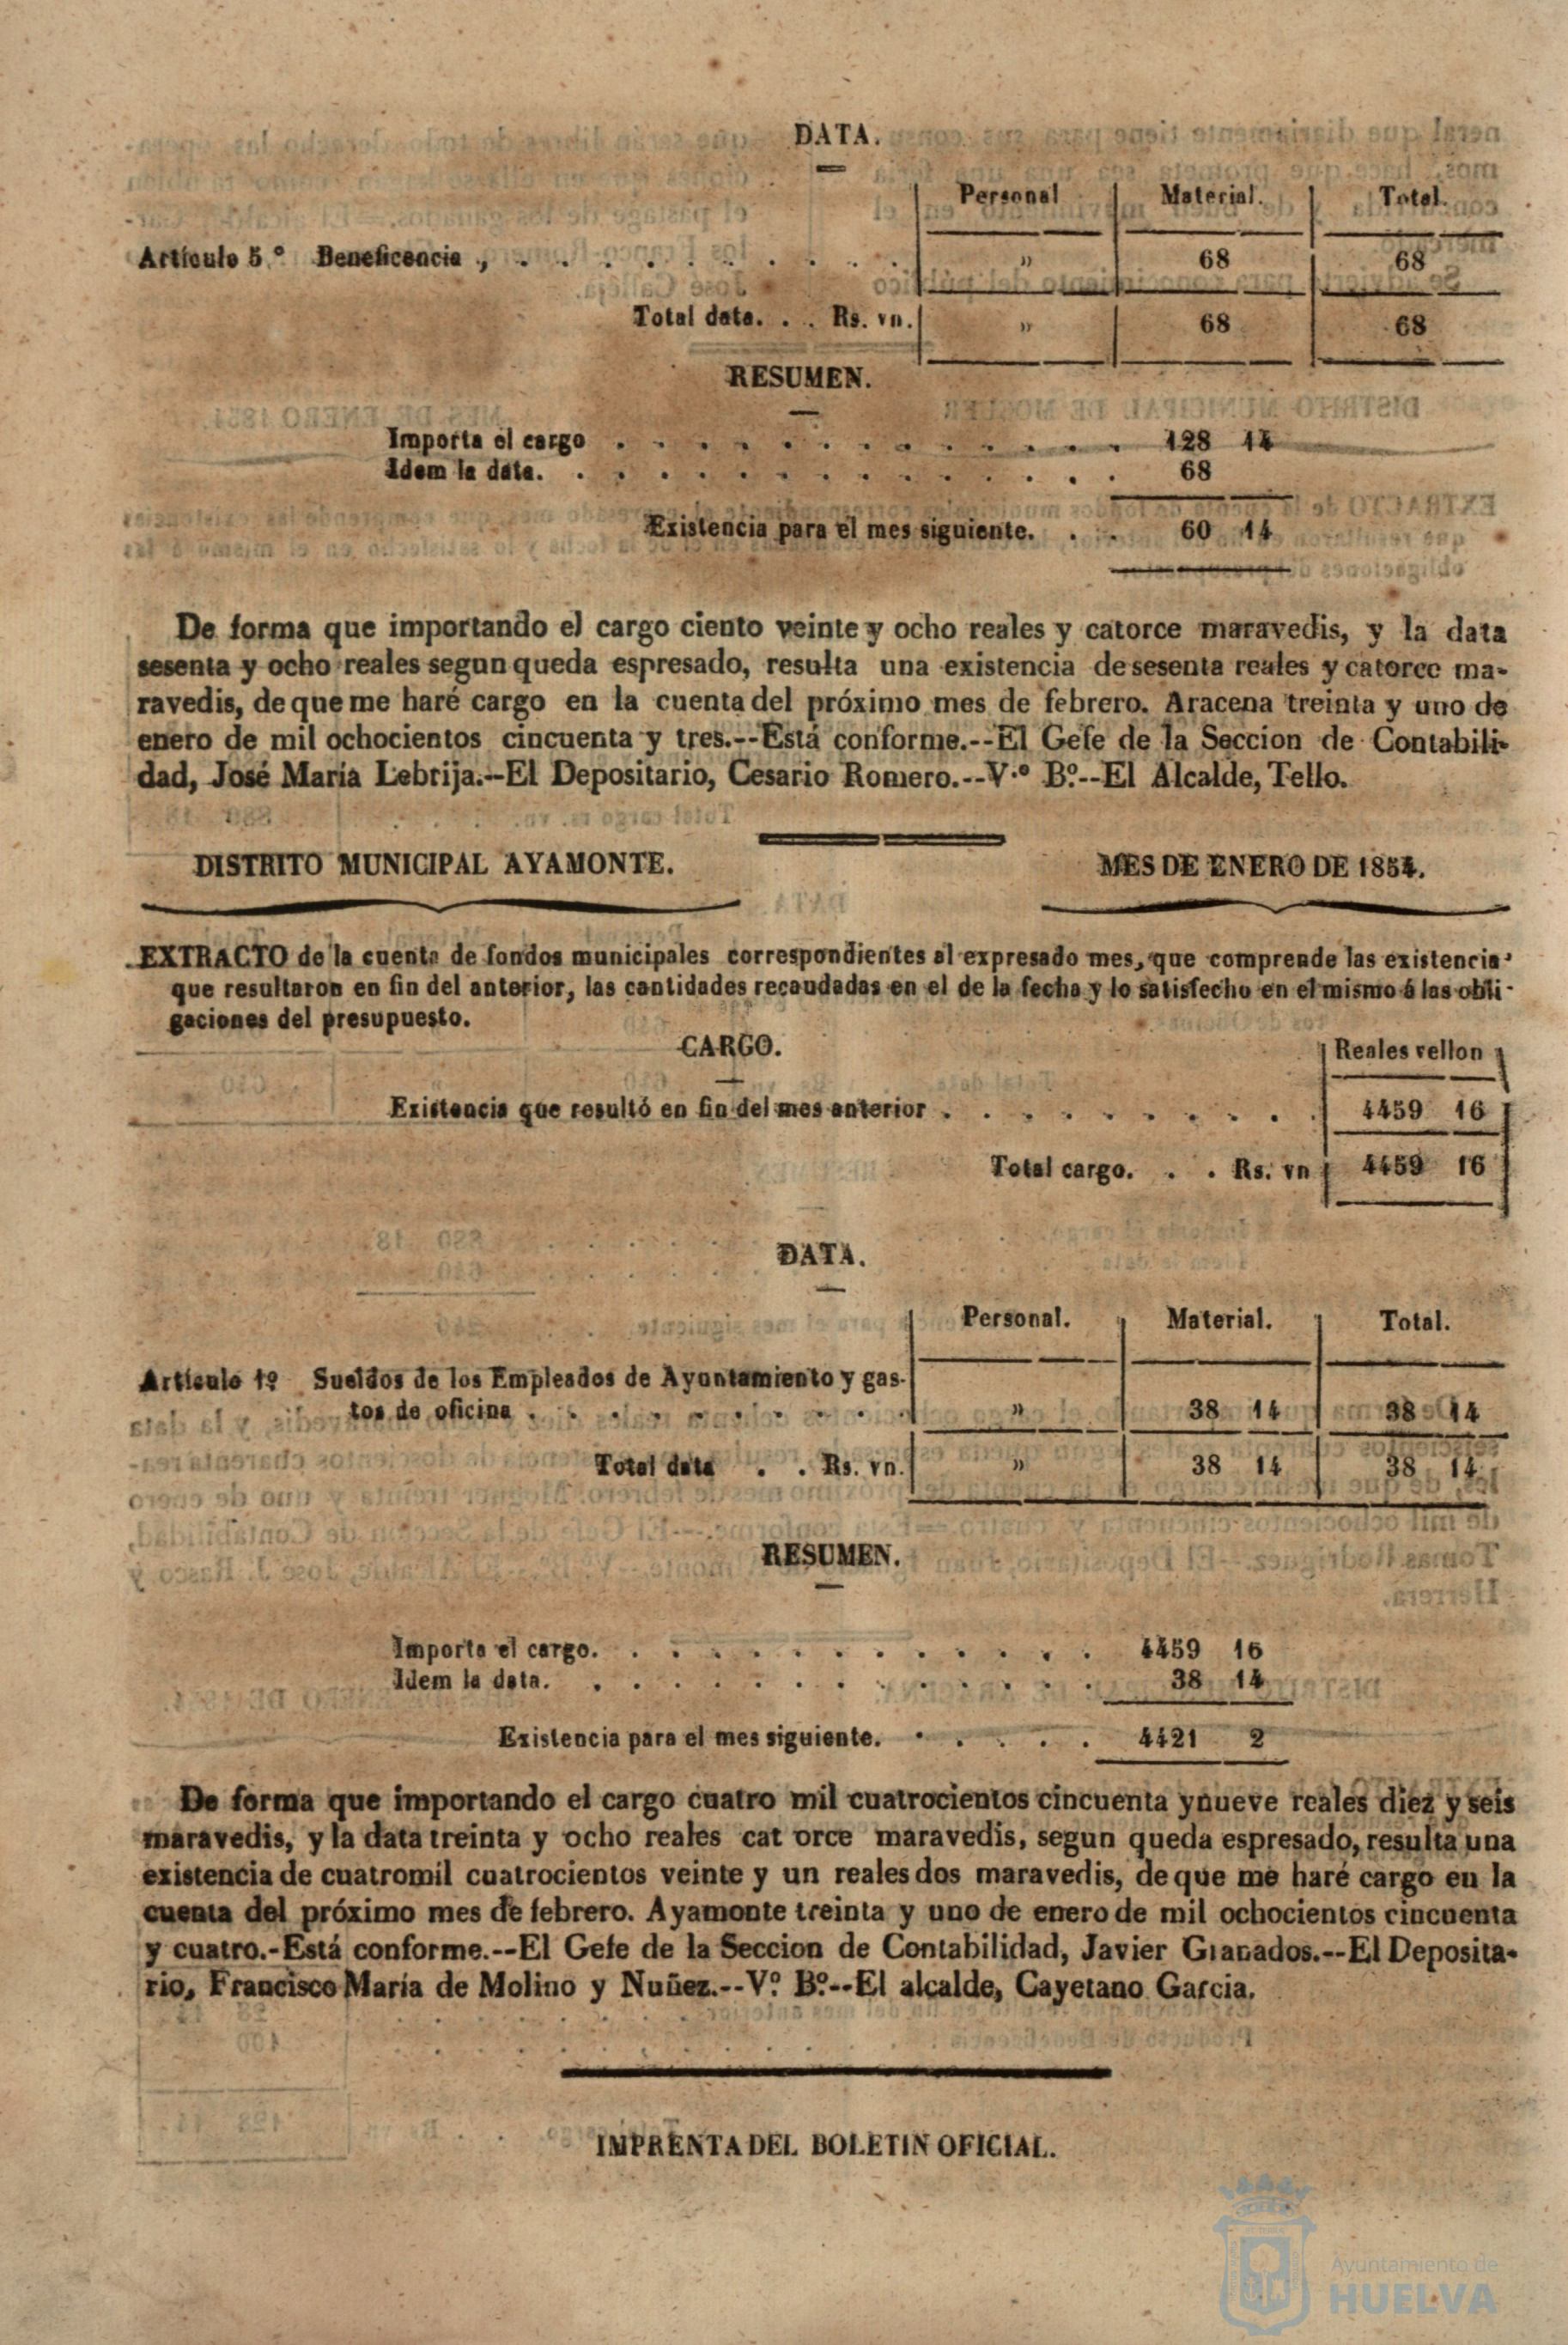 DATA.
Personal Material. Total.
Artículo 5.º Beneficencia , . . . . . . . . . . » 68 68
Total data. . . Rs. vn. » 68 68
RESUMEN.
Importa el cargo . . . . . . . . . . . . . 128 14
Idem la data. . . . . . . . . . . . . . . 68
Existencia para el mes siguiente. . . 60 14
De forma que importando el cargo ciento veinte y ocho reales y catorce maravedis, y la data
sesenta y ocho reales segun queda espresado, resulta una existencia de sesenta reales y catorce ma-
ravedis, de que me haré cargo en la cuenta del próximo mes de febrero. Aracena treinta y uno de
enero de mil ochocientos cincuenta y tres.--Está conforme.--El Gefe de la Seccion de Contabili-
dad, José María Lebrija.--El Depositario, Cesario Romero.--V.º B.º--El Alcalde, Tello.
DISTRITO MUNICIPAL AYAMONTE. MES DE ENERO DE 1854.
EXTRACTO de la cuenta de fondos municipales correspondientes al expresado mes, que comprende las existencia'
que resultaron en fin del anterior, las cantidades recaudadas en el de la fecha y lo satisfecho en el mismo á las obli-
gaciones del presupuesto.
CARGO.
Reales vellon
Existencia que resultó en fin del mes anterior . . . . . . . . . . 4459 16
Total cargo. . . Rs. vn 4459 16
DATA.
Personal. Material. Total.
Artículo 1º Sueldos de los Empleados de Ayuntamiento y gas-
tos de oficina . . . . . . . . . . » 38 14 38 14
Total data . . Rs. vn. » 38 14 38 14
RESUMEN.
Importa el cargo. . . . . . . . . . . . . 4459 16
Idem la data. . . . . . . . . . . . . . 38 14
Existencia para el mes siguiente. . . . . . 4421 2
De forma que importando el cargo cuatro mil cuatrocientos cincuenta ynueve reales diez y seis
maravedis, y la data treinta y ocho reales cat orce maravedis, segun queda espresado, resulta una
existencia de cuatromil cuatrocientos veinte y un reales dos maravedis, de que me haré cargo en la
cuenta del próximo mes de febrero. Ayamonte treinta y uno de enero de mil ochocientos cincuenta
y cuatro.-Está conforme.--El Gefe de la Seccion de Contabilidad, Javier Granados.--El Deposita-
rio, Francisco María de Molino y Nuñez.--Vº. B.º--El alcalde, Cayetano Garcia.
IMPRENTA DEL BOLETIN OFICIAL.
Ayuntamiento de
HUELVA